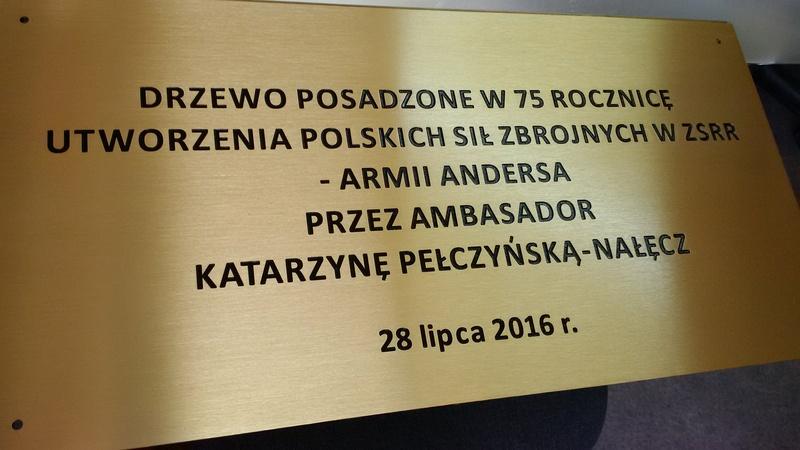 DRZEWO POSADZONE W 75 ROCZNICĘ
UTWORZENIA POLSKICH SIŁ ZBROJNYCH W ZSRR
- ARMII ANDERSA
PRZEZ AMBASADOR
KATARZYNĘ PEŁCZYŃSKĄ-NAŁĘCZ
28 lipca 2016 r.